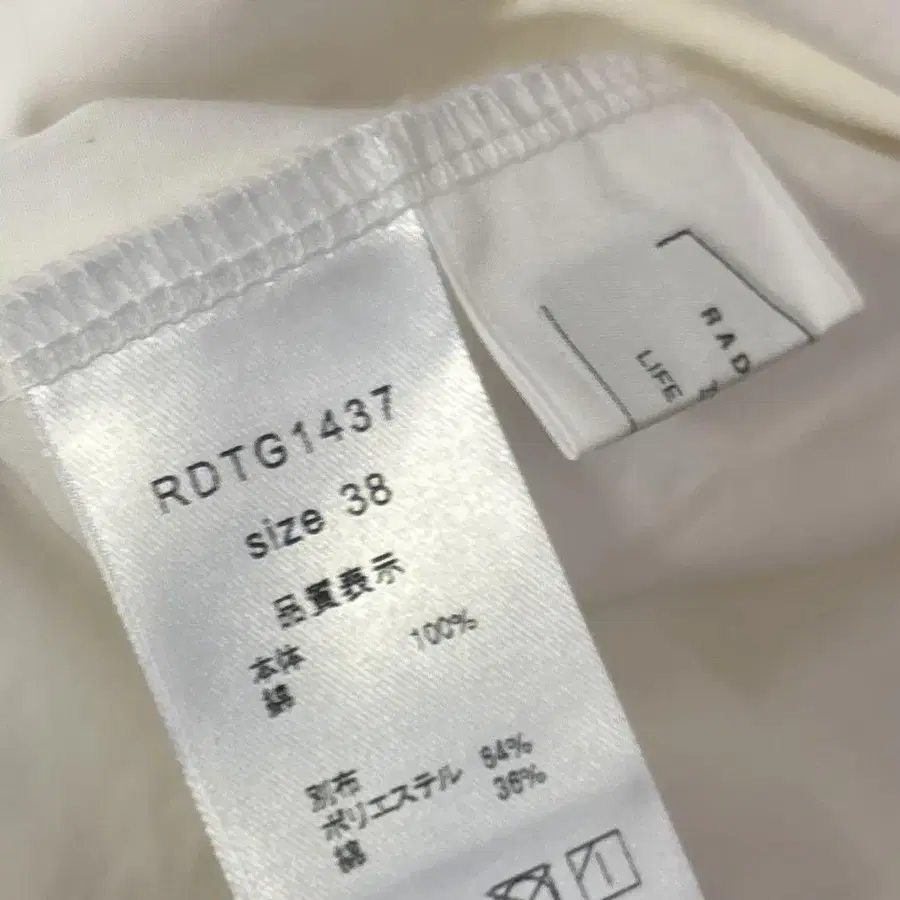 RDTG1437
size 38
品質表示
本体
綿 100%
別布
ポリエステル 64%
綿 36%
RAD
LIFE